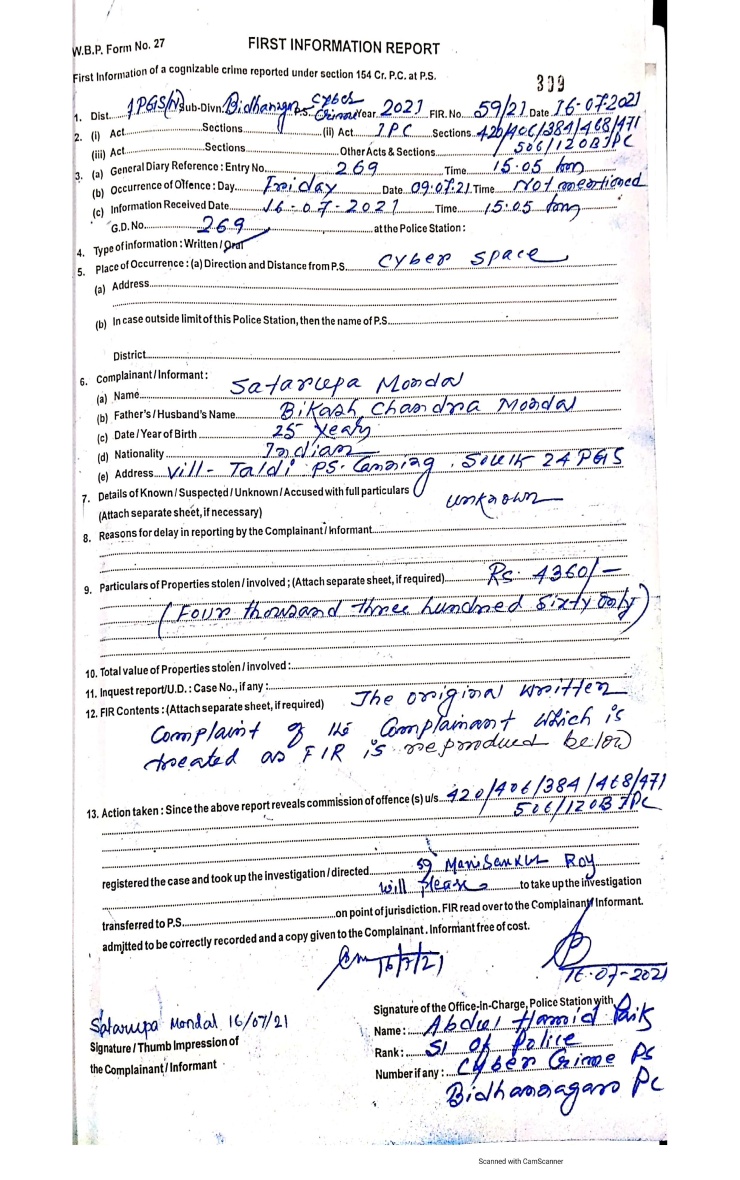 W.B.P. Form No. 27
FIRST INFORMATION REPORT
First Information of a cognizable crime reported under section 154 Cr. P.C. at P.S.
309
1. Dist. Sub-Divn. Bidhannagar P.S. Cyber Crime Year 2021 FIR. No. 59/21 Date 16-07-2021
2. (i) Act Sections (ii) Act IPC Sections 420/406/384/468/471
(iii) Act Sections Other Acts & Sections 506/120B IPC
3. (a) General Diary Reference : Entry No. 269 Time 15:05 hrs
(b) Occurrence of Offence : Day Friday Date 09.07.21 Time Not mentioned
(c) Information Received Date 16-07-2021 Time 15:05 hrs
G.D. No. 269 at the Police Station :
4. Type of information : Written / Oral
5. Place of Occurrence : (a) Direction and Distance from P.S. Cyber Space
(a) Address
(b) In case outside limit of this Police Station, then the name of P.S.
District
6. Complainant / Informant :
(a) Name Satarupa Mondal
(b) Father's / Husband's Name Bikash Chandra Mondal
(c) Date / Year of Birth 25 years
(d) Nationality Indian
(e) Address Vill- Taldi PS. Canning, South 24 PGS
7. Details of Known / Suspected / Unknown / Accused with full particulars unknown
(Attach separate sheet, if necessary)
8. Reasons for delay in reporting by the Complainant / Informant
9. Particulars of Properties stolen / involved ; (Attach separate sheet, if required) Rs. 4360/-
(Four thousand three hundred sixty only)
10. Total value of Properties stolen / involved :
11. Inquest report/U.D. : Case No., if any :
12. FIR Contents : (Attach separate sheet, if required) The original written
Complaint of the Complainant which is
treated as FIR is reproduced below
13. Action taken : Since the above report reveals commission of offence (s) u/s. 420/406/384/468/471
506/120B IPC
registered the case and took up the investigation / directed SI Manisankar Roy
will please to take up the investigation
transferred to P.S. on point of jurisdiction. FIR read over to the Complainant / Informant.
admitted to be correctly recorded and a copy given to the Complainant. Informant free of cost.
16/7/21
16-07-2021
Satarupa Mondal 16/07/21
Signature / Thumb Impression of
the Complainant / Informant
Signature of the Office-In-Charge, Police Station with
Name : Abdul Hamid Paik
Rank : SI of Police
Number if any : Cyber Crime PS
Bidhannagar PC
Scanned with CamScanner